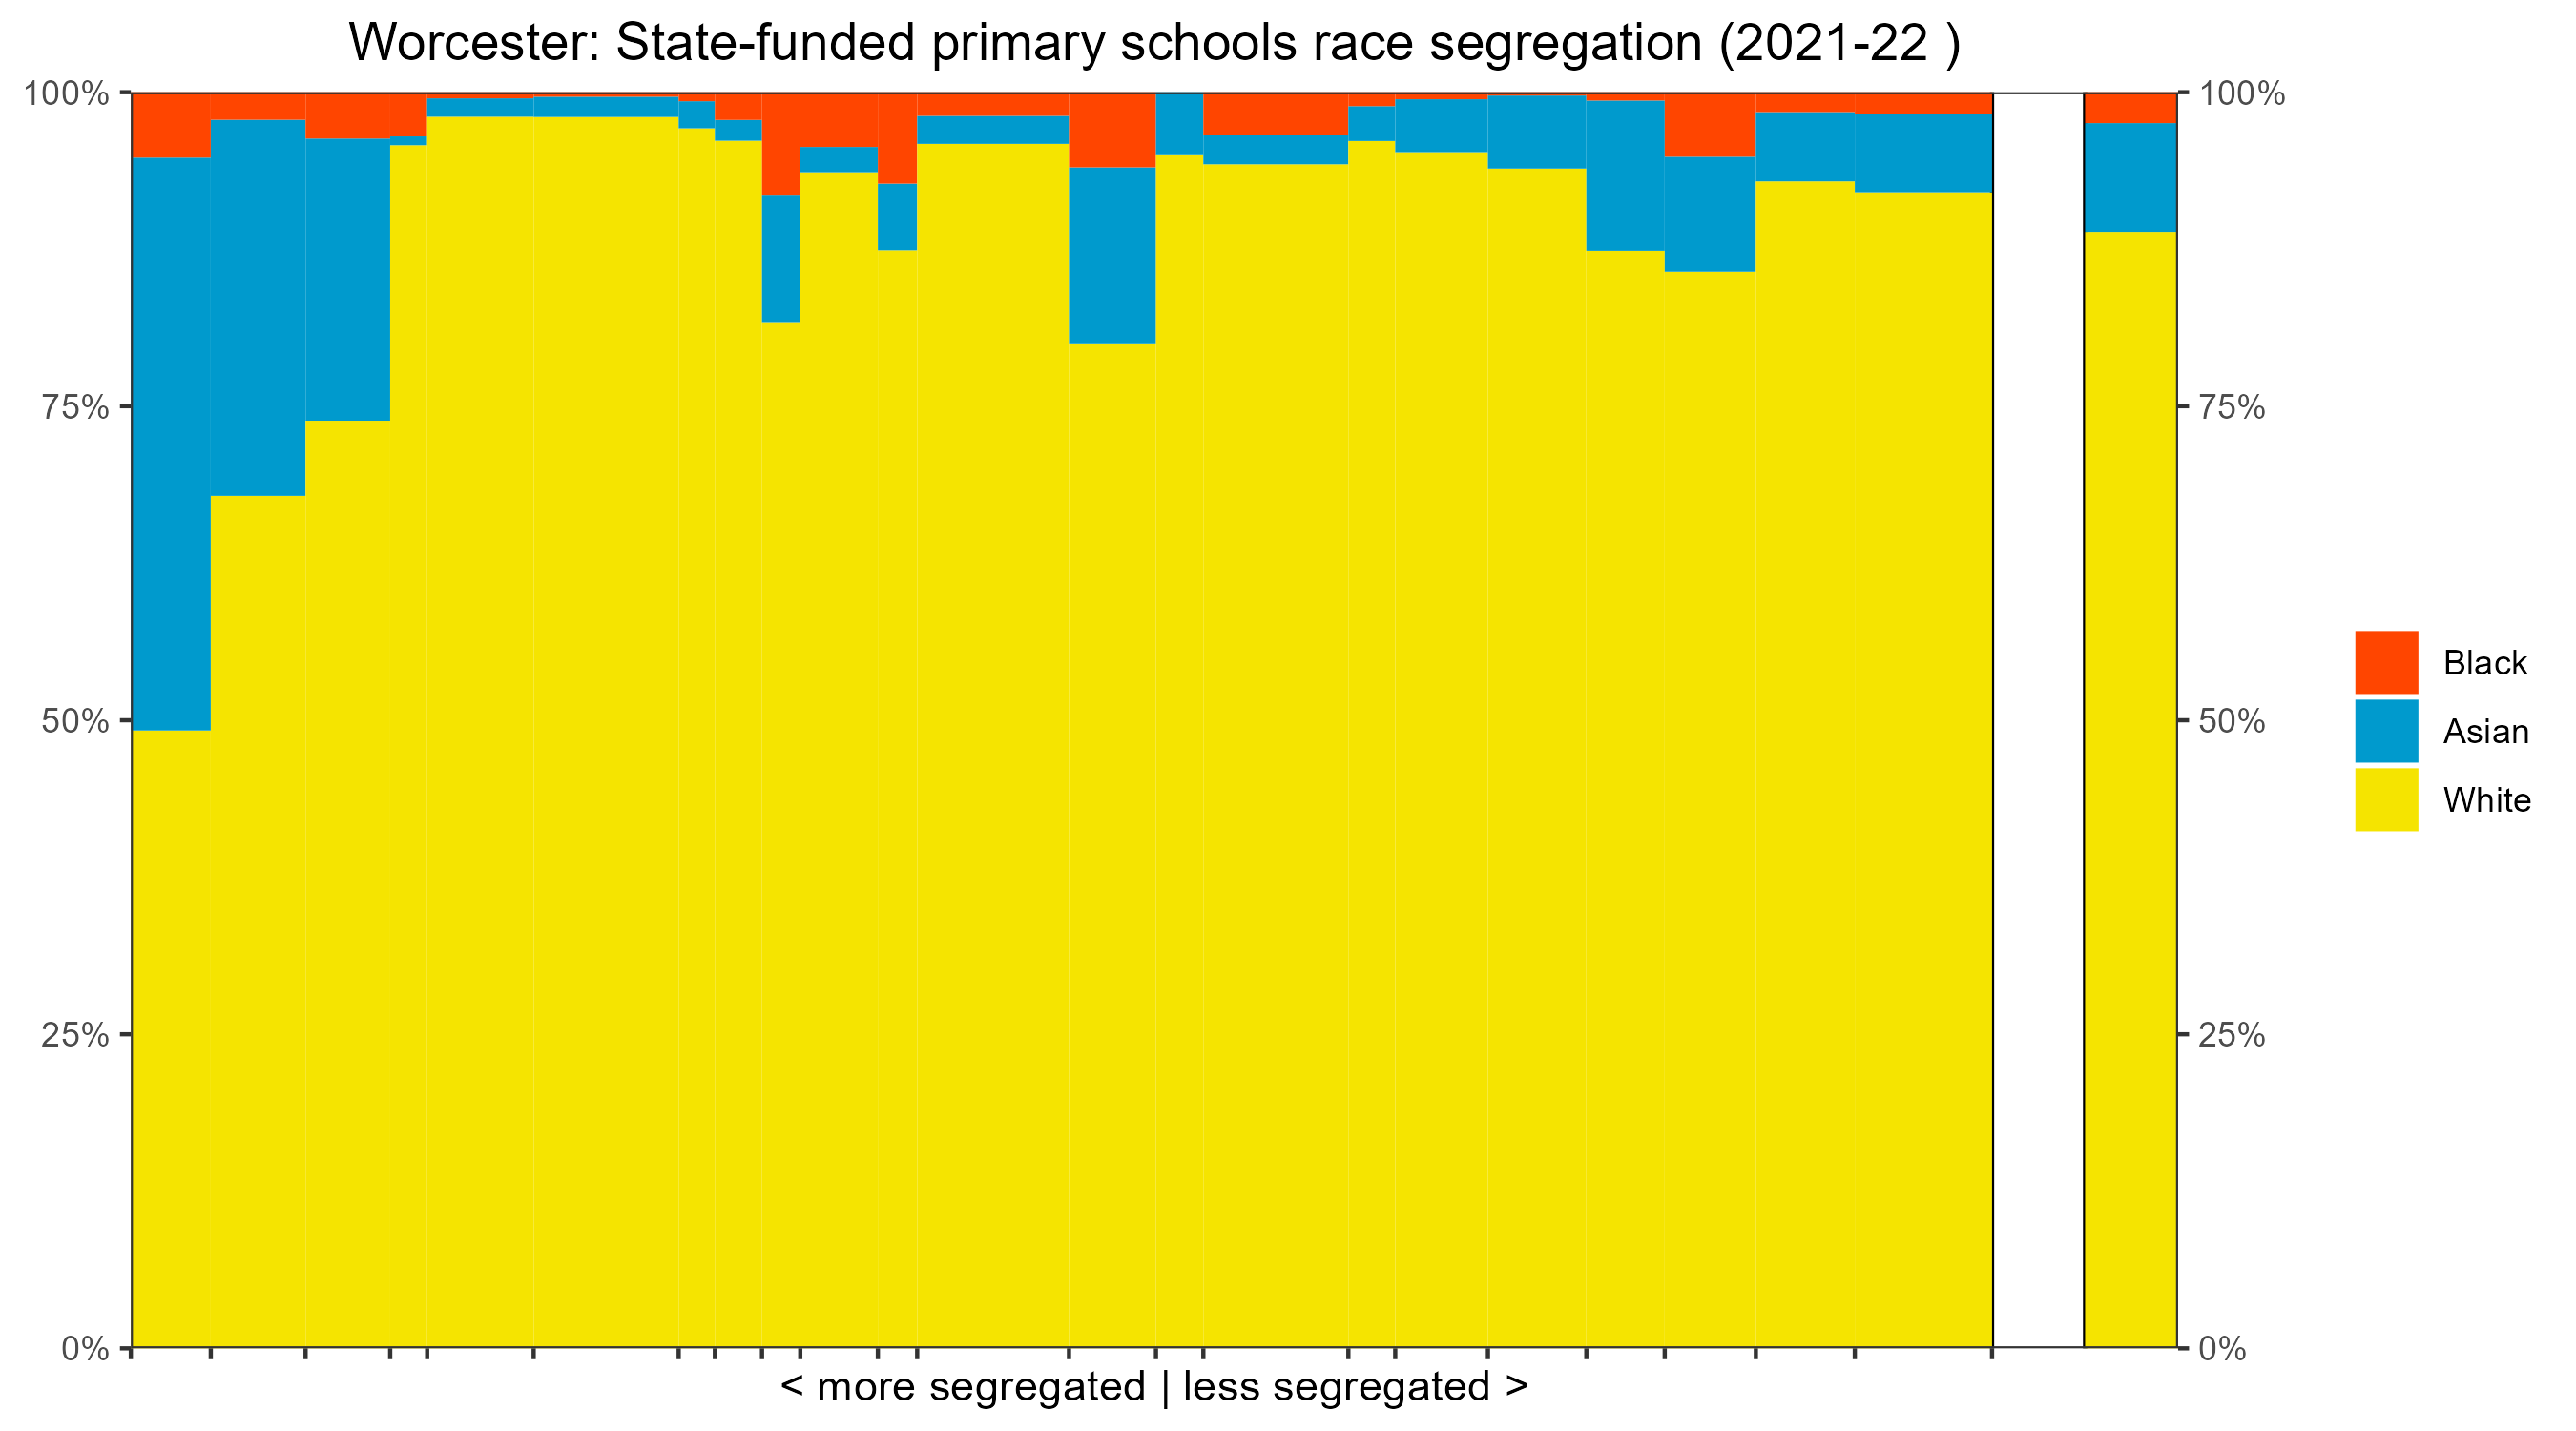 Worcester: State-funded primary schools race segregation (2021-22 )
100%
100%
75%
75%
50%
50%
25%
25%
0%
0%
Black
Asian
White
< more segregated | less segregated >